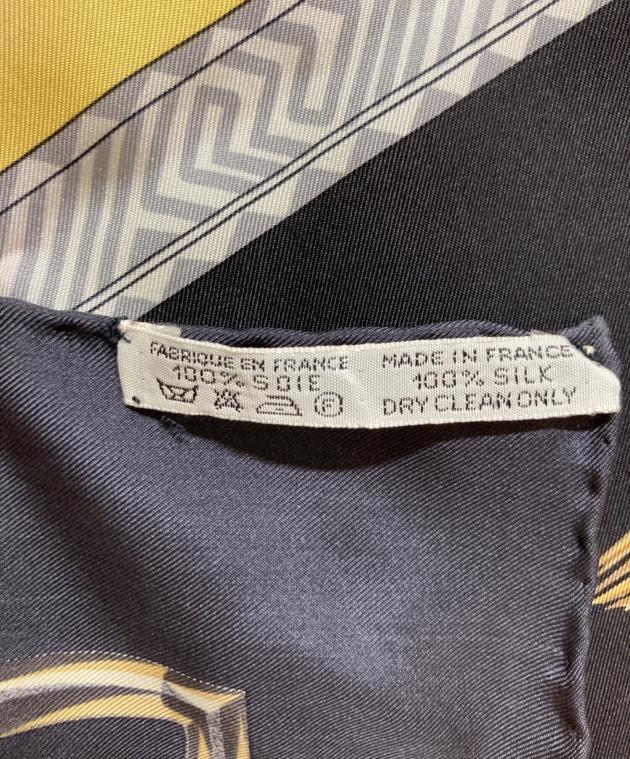 FABRIQUE EN FRANCE
100% SOIE
F
MADE IN FRANCE
100% SILK
DRY CLEAN ONLY